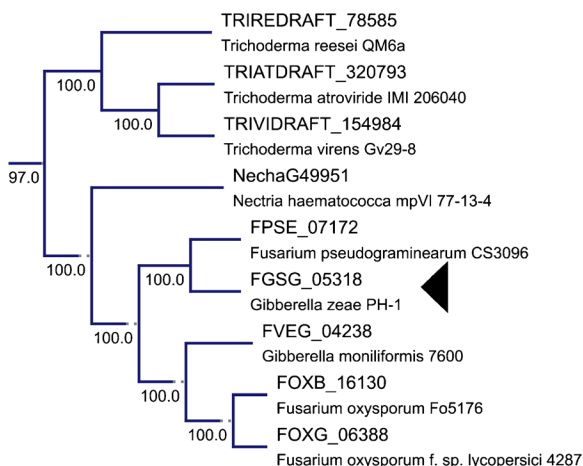 TRIREDRAFT_78585
Trichoderma reesei QM6a
TRIATDRAFT_320793
100.0
Trichoderma atroviride IMI 206040
100.0
TRIVIDRAFT_154984
Trichoderma virens Gv29-8
97.0
NechaG49951
Nectria haematococca mpVI 77-13-4
FPSE_07172
Fusarium pseudograminearum CS3096
100.0
100.0
FGSG_05318
Gibberella zeae PH-1
FVEG_04238
100.0
Gibberella moniliformis 7600
FOXB_16130
100.0
Fusarium oxysporum Fo5176
100.0
FOXG_06388
Fusarium oxysporum f. sp. lycopersici 4287